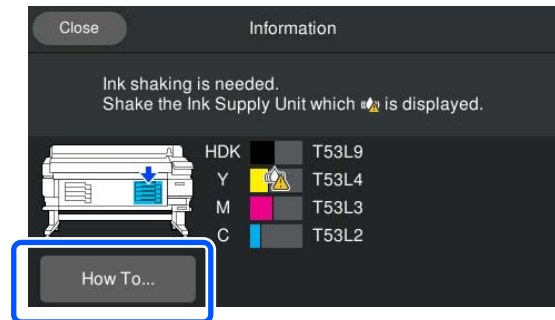 Close
Information
Ink shaking is needed.
Shake the Ink Supply Unit which is displayed.
HDK T53L9
Y T53L4
M T53L3
C T53L2
How To...